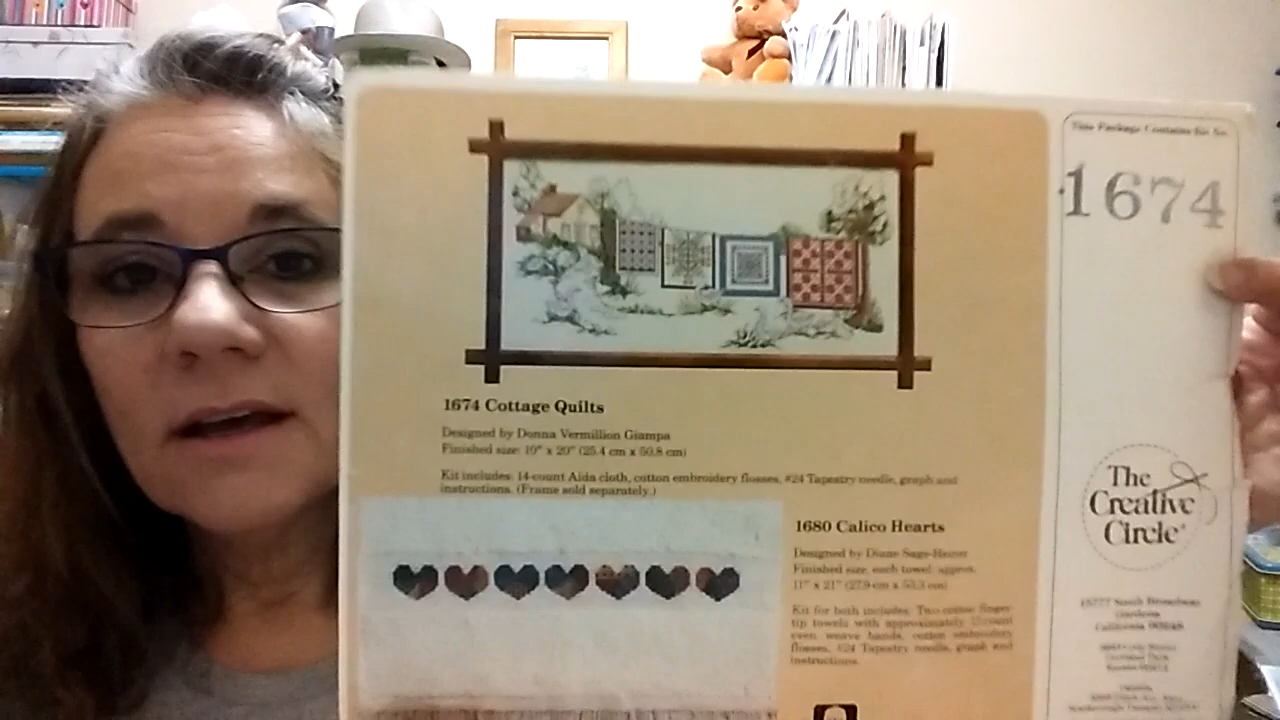 This Package Contains Kit No.
1674
1674 Cottage Quilts
Designed by Donna Vermillion Giampa
Finished size: 10" x 20" (25.4 cm x 50.8 cm)
Kit includes: 14-count Aida cloth, cotton embroidery flosses, #24 Tapestry needle, graph and
instructions. (Frame sold separately.)
1680 Calico Hearts
Designed by Diane
Finished size, each towel: approx.
11" x 21" (27.9 cm x 53.3 cm)
Kit for both includes: Two cotton finger-
tip towels with approximately
even weave bands, cotton embroidery
flosses, #24 Tapestry needle, graph and
instructions.
The
Creative
Circle
South Broadway
Gardena
California